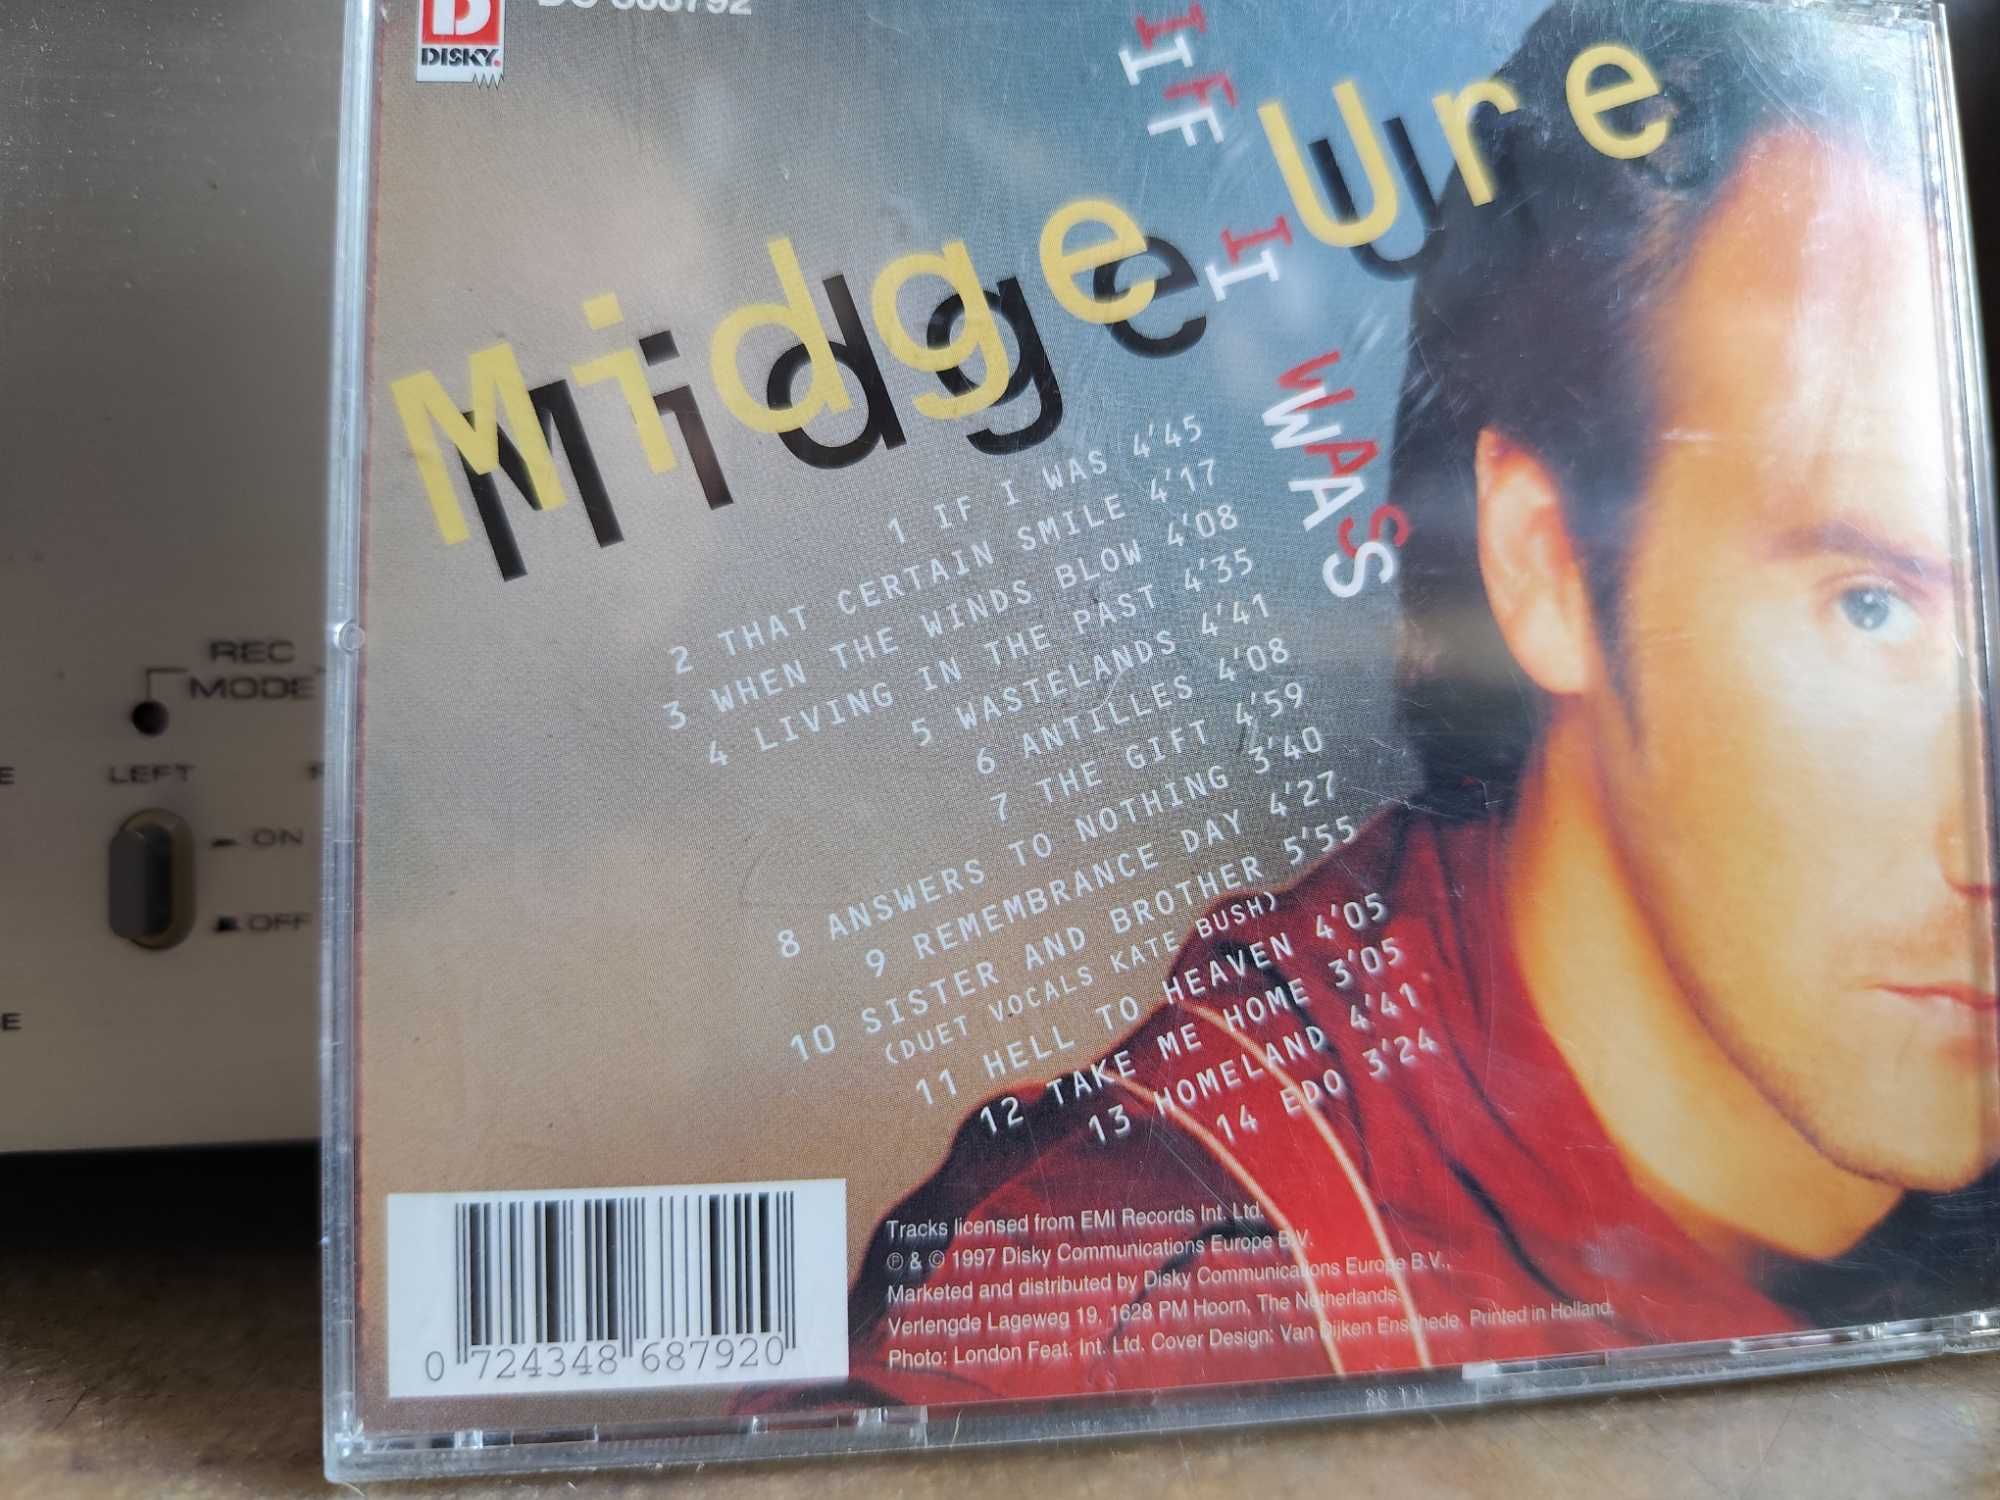 DISKY.
Midge Ure
Midge U
IF I WAS
IF I WAS
1 IF I WAS 4'45
2 THAT CERTAIN SMILE 4'17
3 WHEN THE WINDS BLOW 4'08
4 LIVING IN THE PAST 4'35
5 WASTELANDS 4'41
6 ANTILLES 4'08
7 THE GIFT 4'59
8 ANSWERS TO NOTHING 3'40
9 REMEMBRANCE DAY 4'27
10 SISTER AND BROTHER 5'55
(DUET VOCALS KATE BUSH)
11 HELL TO HEAVEN 4'05
12 TAKE ME HOME 3'05
13 HOMELAND 4'41
14 EDO 3'24
Tracks licensed from EMI Records Int. Ltd.
℗ & © 1997 Disky Communications Europe B.V.
Marketed and distributed by Disky Communications Europe B.V.,
Verlengde Lageweg 19, 1628 PM Hoorn, The Netherlands.
Photo: London Feat. Int. Ltd. Cover Design: Van Dijken Enschede. Printed in Holland.
0 724348 687920
REC
MODE
LEFT
ON
OFF